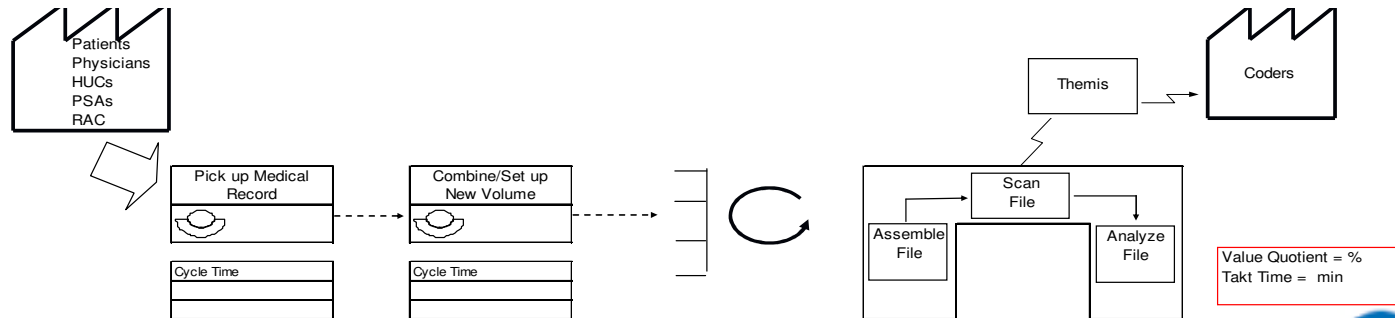 Patients
Physicians
HUCs
PSAs
RAC
Pick up Medical
Record
Cycle Time
Combine/Set up
New Volume
Cycle Time
Assemble
File
Scan
File
Analyze
File
Themis
Coders
Value Quotient = %
Takt Time =  min